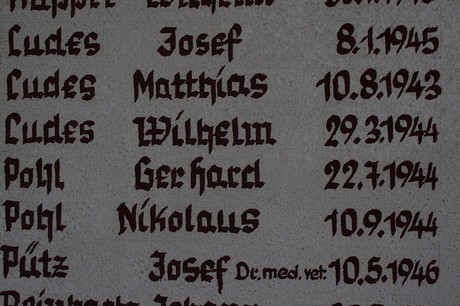 Ludes Josef 8.1.1945
Ludes Matthias 10.8.1943
Ludes Wilhelm 29.3.1944
Pohl Gerhard 22.7.1944
Pohl Nikolaus 10.9.1944
Pütz Josef Dr. med. vet. 10.5.1946